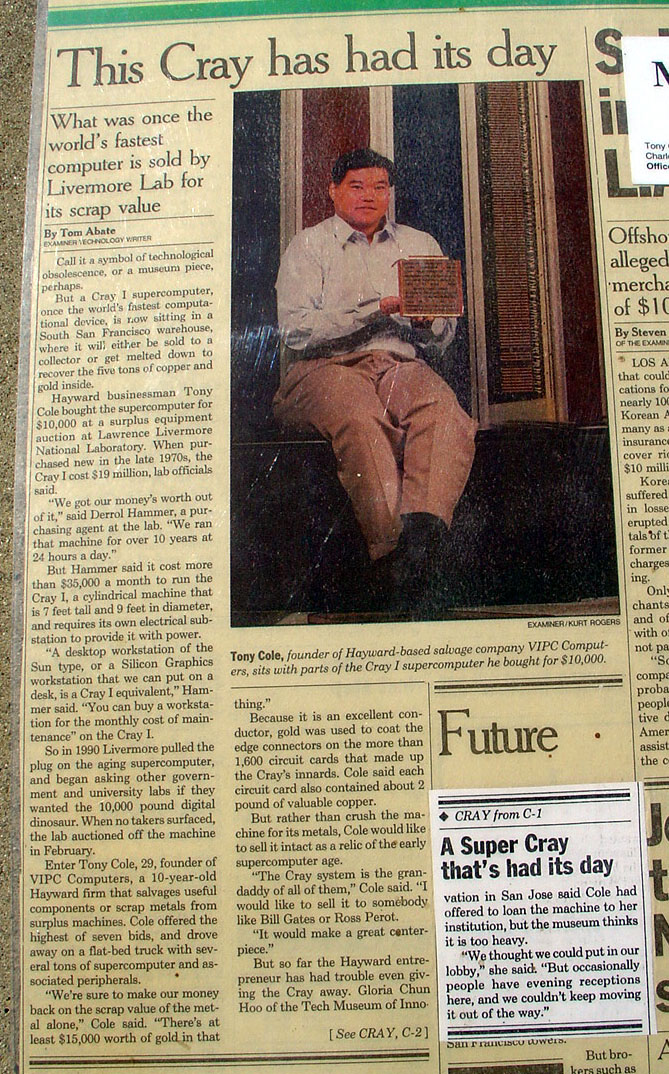 This Cray has had its day
What was once the
world's fastest
computer is sold by
Livermore Lab for
its scrap value
By Tom Abate
EXAMINER TECHNOLOGY WRITER
Call it a symbol of technological
obsolescence, or a museum piece,
perhaps.
But a Cray I supercomputer,
once the world's fastest computa-
tional device, is now sitting in a
South San Francisco warehouse,
where it will either be sold to a
collector or get melted down to
recover the five tons of copper and
gold inside.
Hayward businessman Tony
Cole bought the supercomputer for
$10,000 at a surplus equipment
auction at Lawrence Livermore
National Laboratory. When pur-
chased new in the late 1970s, the
Cray I cost $19 million, lab officials
said.
"We got our money's worth out
of it," said Derrol Hammer, a pur-
chasing agent at the lab. "We ran
that machine for over 10 years at
24 hours a day."
But Hammer said it cost more
than $35,000 a month to run the
Cray I, a cylindrical machine that
is 7 feet tall and 9 feet in diameter,
and requires its own electrical sub-
station to provide it with power.
"A desktop workstation of the
Sun type, or a Silicon Graphics
workstation that we can put on a
desk, is a Cray I equivalent," Ham-
mer said. "You can buy a worksta-
tion for the monthly cost of main-
tenance" on the Cray I.
So in 1990 Livermore pulled the
plug on the aging supercomputer,
and began asking other govern-
ment and university labs if they
wanted the 10,000 pound digital
dinosaur. When no takers surfaced,
the lab auctioned off the machine
in February.
Enter Tony Cole, 29, founder of
VIPC Computers, a 10-year-old
Hayward firm that salvages useful
components or scrap metals from
surplus machines. Cole offered the
highest of seven bids, and drove
away on a flat-bed truck with sev-
eral tons of supercomputer and as-
sociated peripherals.
"We're sure to make our money
back on the scrap value of the met-
al alone," Cole said. "There's at
least $15,000 worth of gold in that
EXAMINER/KURT ROGERS
Tony Cole, founder of Hayward-based salvage company VIPC Comput-
ers, sits with parts of the Cray I supercomputer he bought for $10,000.
thing."
Because it is an excellent con-
ductor, gold was used to coat the
edge connectors on the more than
1,600 circuit cards that made up
the Cray's innards. Cole said each
circuit card also contained about 2
pound of valuable copper.
But rather than crush the ma-
chine for its metals, Cole would like
to sell it intact as a relic of the early
supercomputer age.
"The Cray system is the gran-
daddy of all of them," Cole said. "I
would like to sell it to somebody
like Bill Gates or Ross Perot.
"It would make a great center-
piece."
But so far the Hayward entre-
preneur has had trouble even giv-
ing the Cray away. Gloria Chun
Hoo of the Tech Museum of Inno-
[See CRAY, C-2]
Future
◆ CRAY from C-1
A Super Cray
that's had its day
vation in San Jose said Cole had
offered to loan the machine to her
institution, but the museum thinks
it is too heavy.
"We thought we could put in our
lobby," she said. "But occasionally
people have evening receptions
here, and we couldn't keep moving
it out of the way."
San Francisco towers.
But bro-
kers such as
Tony
Office
Offsho
alleged
mercha
of $10
By Steven
OF THE EXAMIN
LOS A
that could
cations fo
nearly 100
Korean A
many as
insurance
cover rio
$10 milli
Korea
suffered
in losse
erupted
tals of t
former
charges
ing.
Only
chants
and of
with o
not pa
"So
compa
proba
people
tive d
Amer
assist
the c